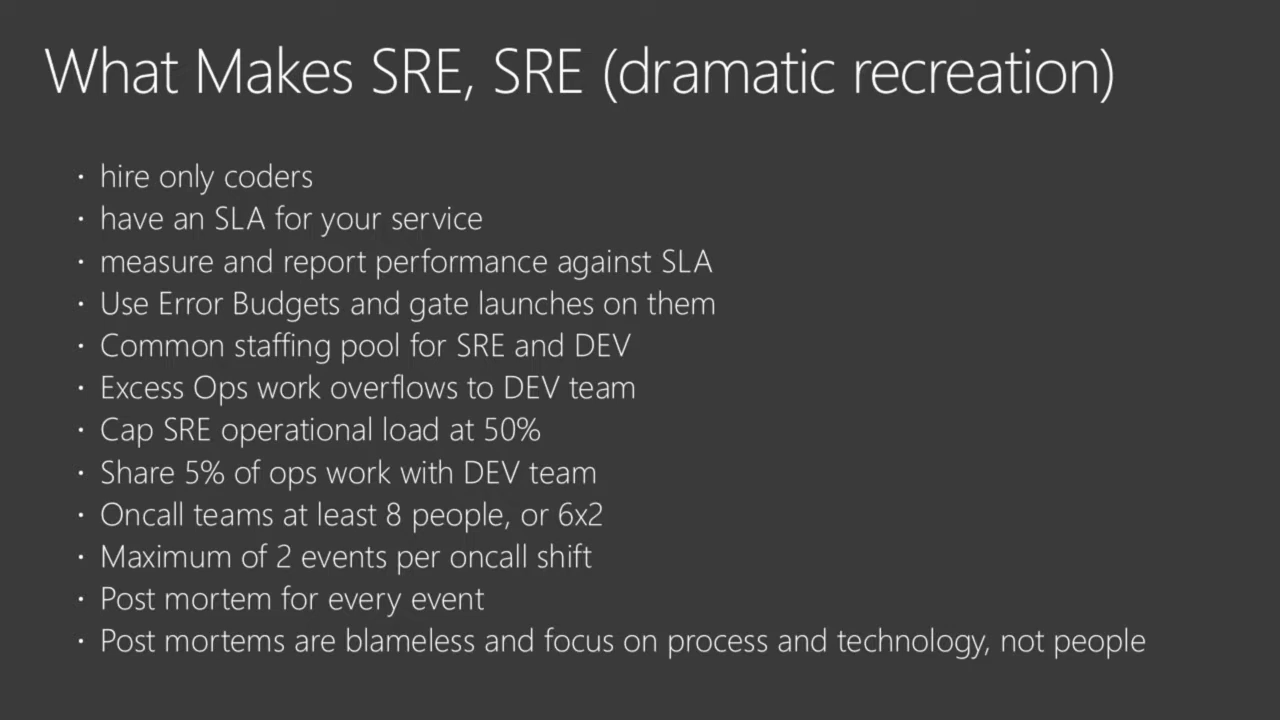 What Makes SRE, SRE (dramatic recreation)
• hire only coders
• have an SLA for your service
• measure and report performance against SLA
• Use Error Budgets and gate launches on them
• Common staffing pool for SRE and DEV
• Excess Ops work overflows to DEV team
• Cap SRE operational load at 50%
• Share 5% of ops work with DEV team
• Oncall teams at least 8 people, or 6x2
• Maximum of 2 events per oncall shift
• Post mortem for every event
• Post mortems are blameless and focus on process and technology, not people